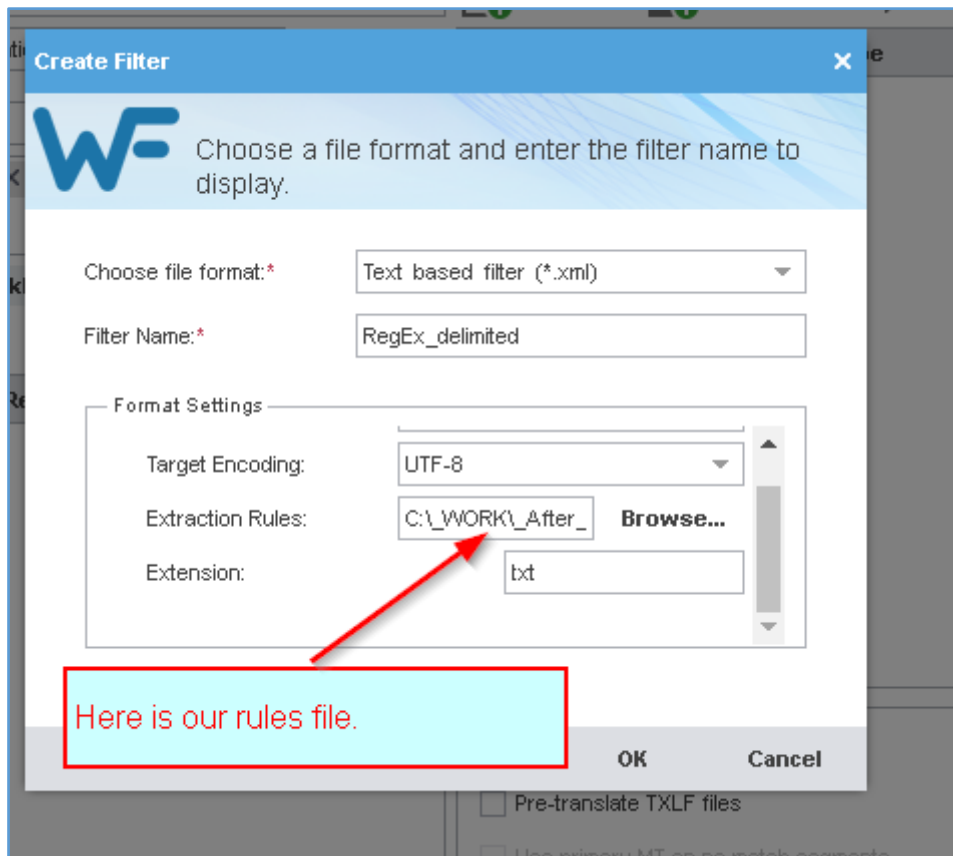 Create Filter
WF
Choose a file format and enter the filter name to
display.
Choose file format:* Text based filter (*.xml)
Filter Name:* RegEx_delimited
Format Settings
Target Encoding: UTF-8
Extraction Rules: C:\_WORK\_After_ Browse...
Extension: txt
Here is our rules file.
OK Cancel
Pre-translate TXLF files